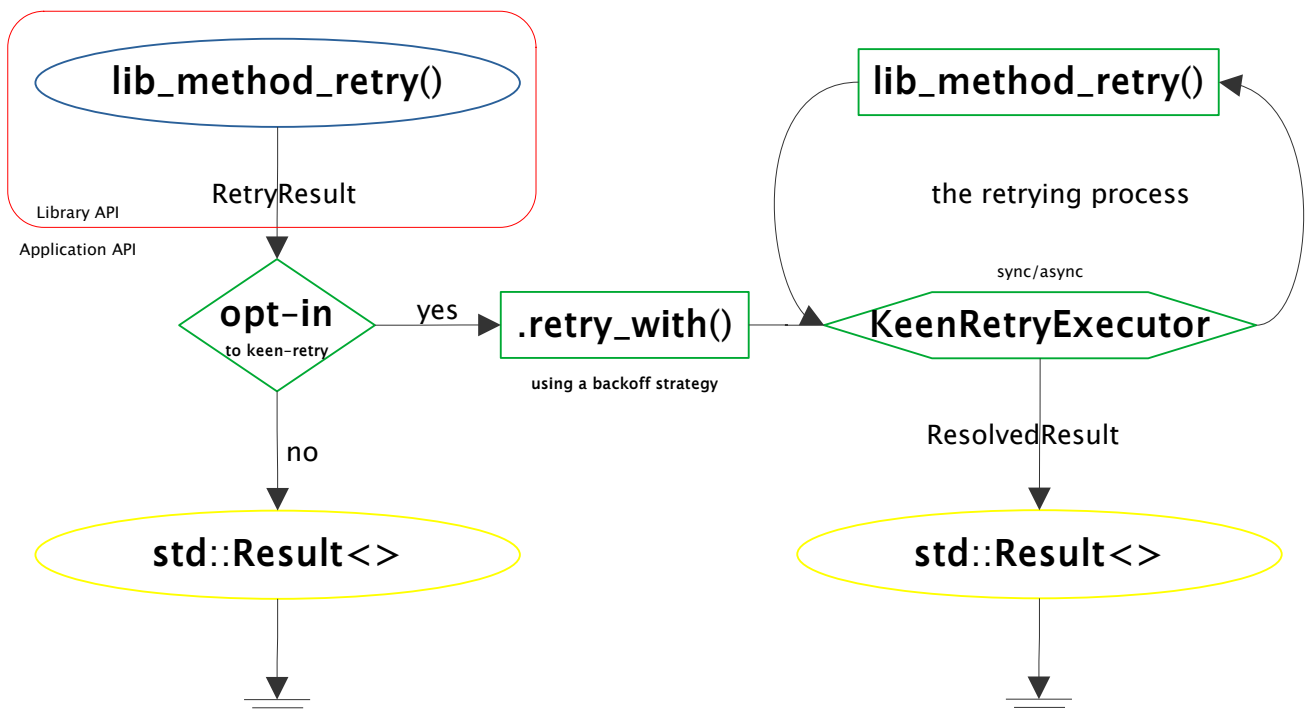 lib_method_retry()
RetryResult
Library API
Application API
opt-in
to keen-retry
yes
no
.retry_with()
using a backoff strategy
lib_method_retry()
the retrying process
sync/async
KeenRetryExecutor
ResolvedResult
std::Result<>
std::Result<>